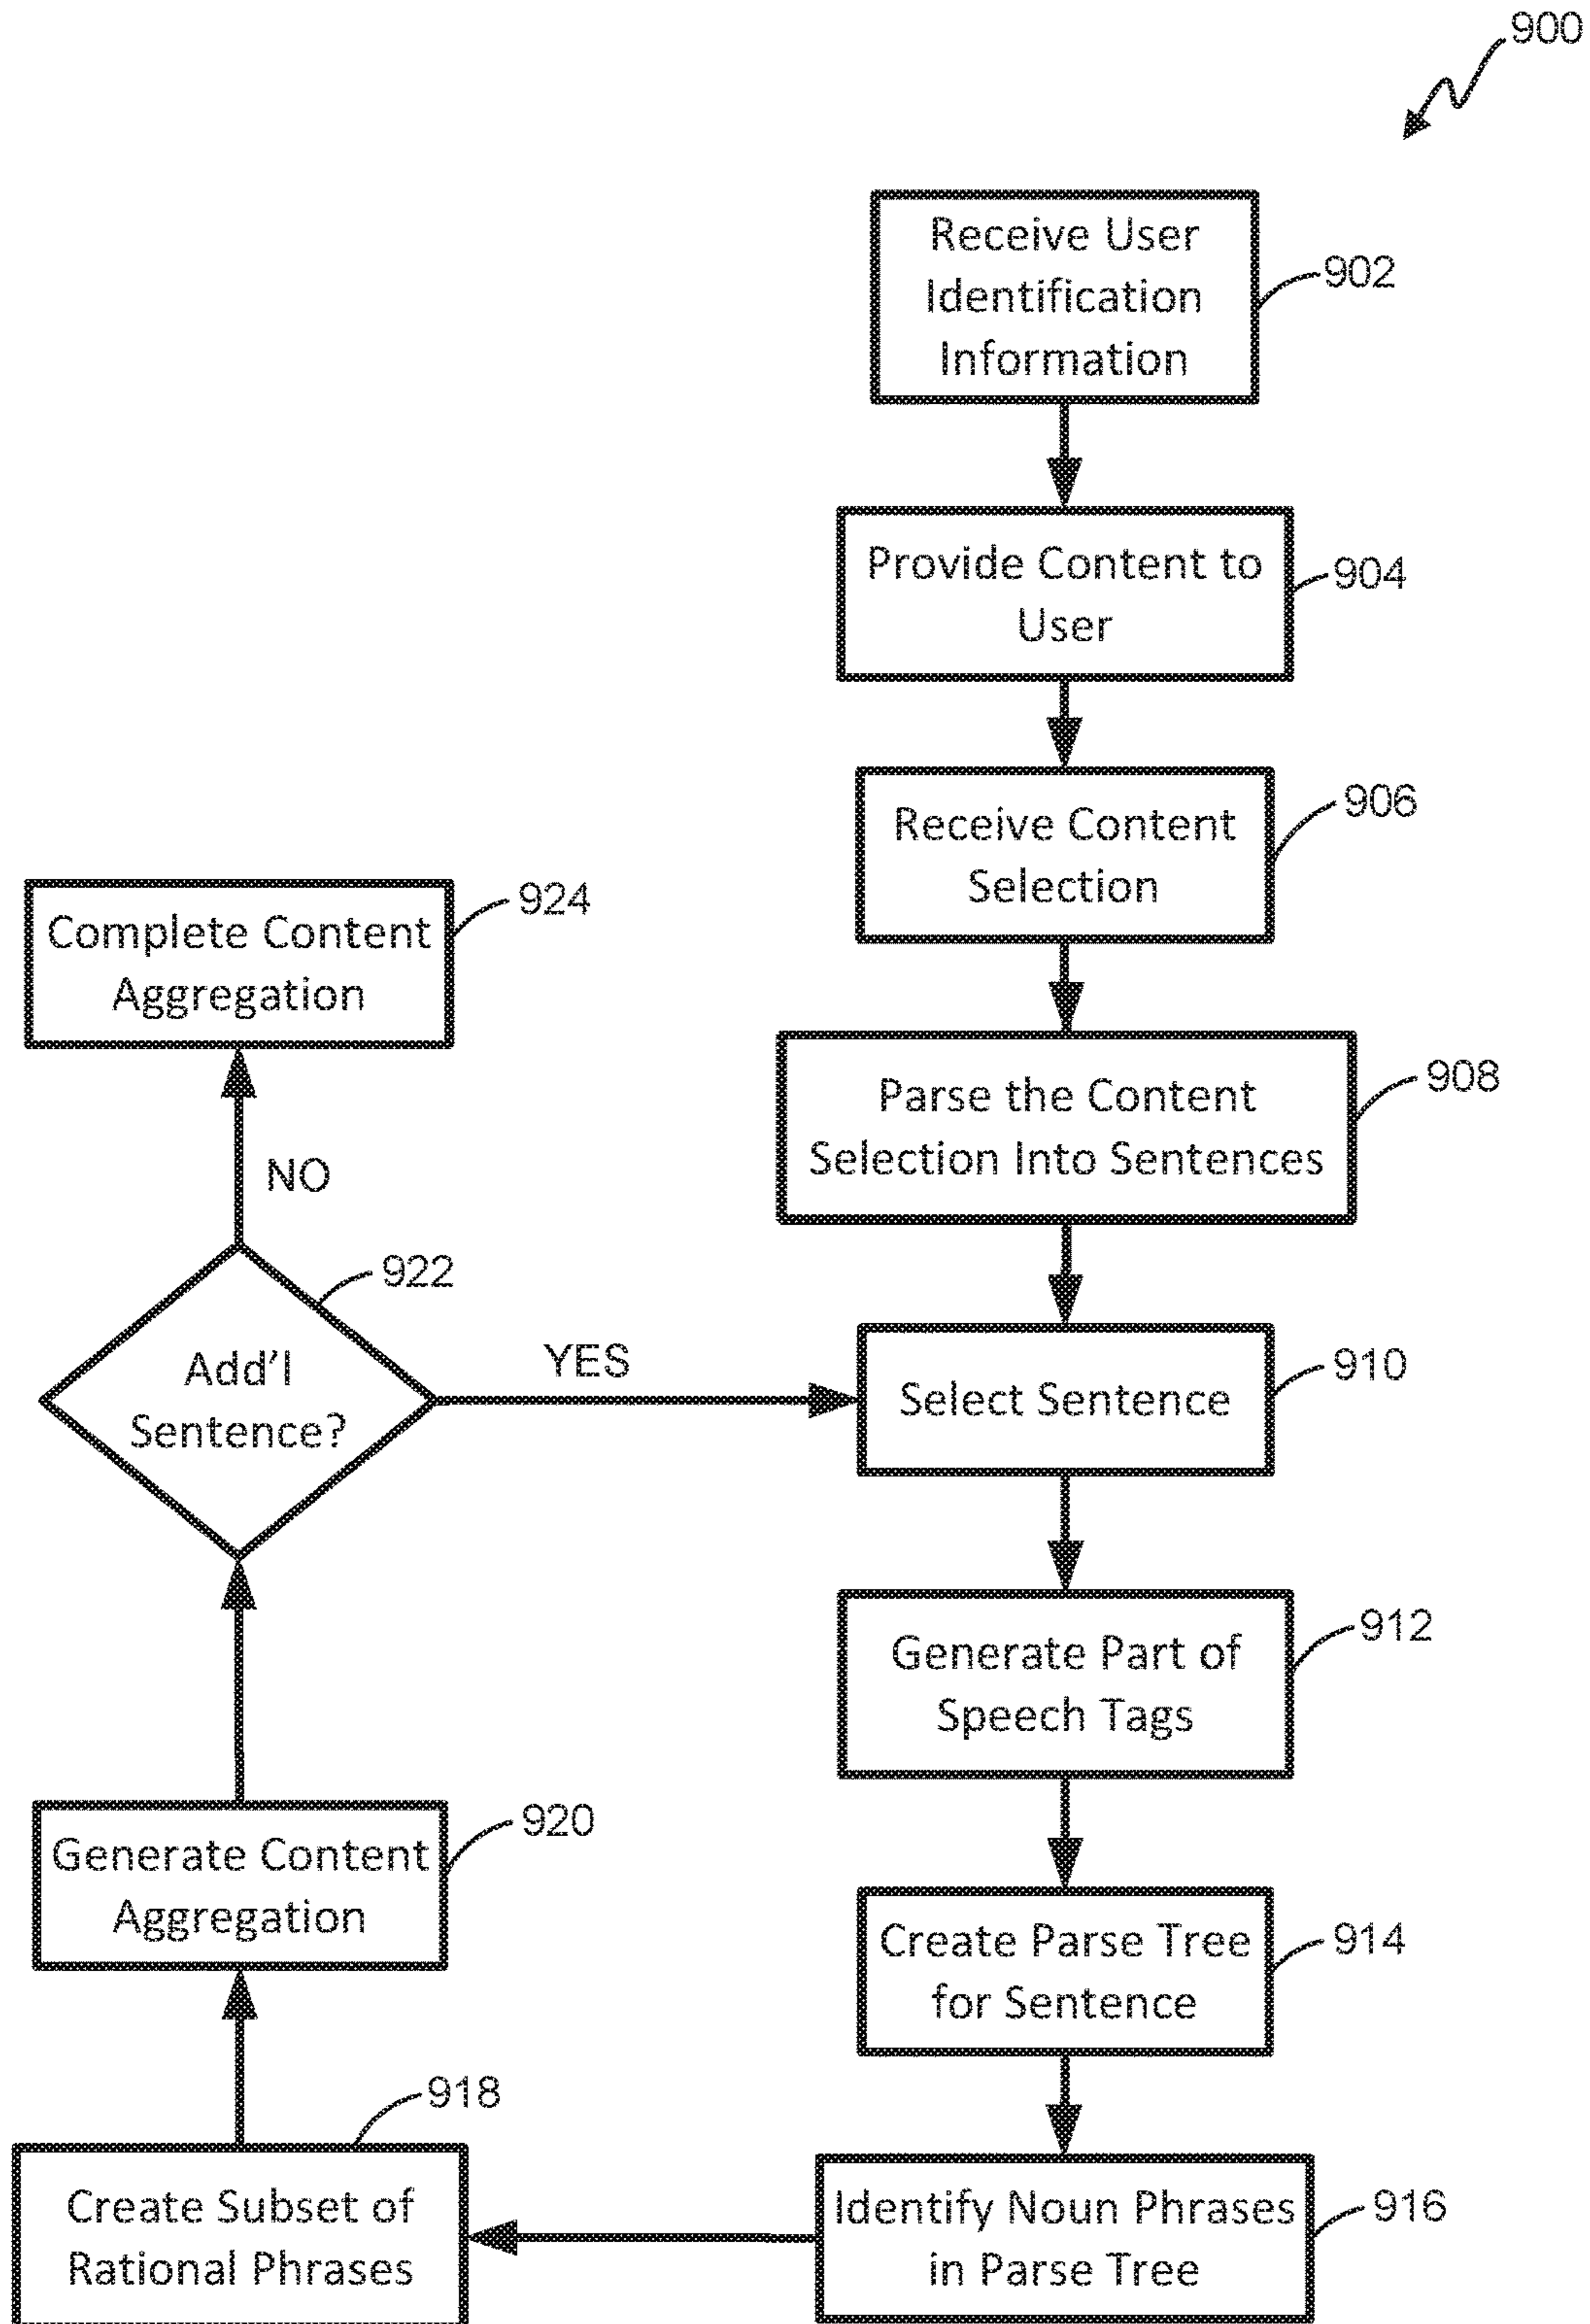 900
Receive User
Identification
Information
902
Provide Content to
User
904
Receive Content
Selection
906
Parse the Content
Selection Into Sentences
908
Select Sentence
910
Generate Part of
Speech Tags
912
Create Parse Tree
for Sentence
914
Identify Noun Phrases
in Parse Tree
916
Create Subset of
Rational Phrases
918
Generate Content
Aggregation
920
Add'l
Sentence?
922
YES
NO
Complete Content
Aggregation
924